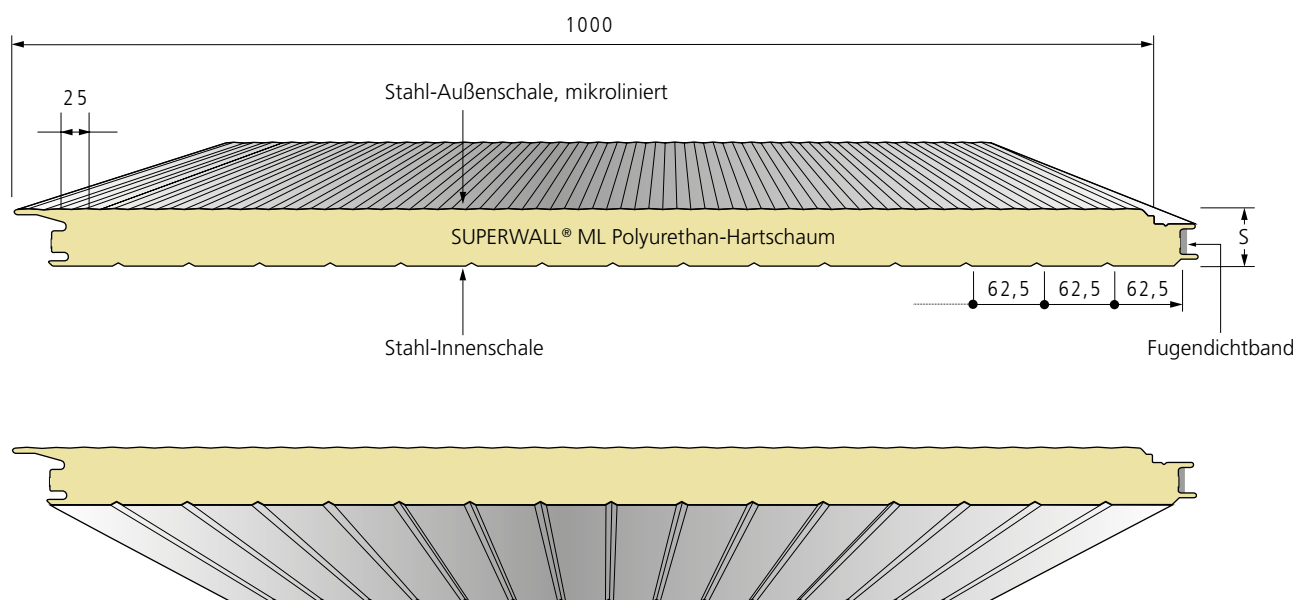 1000
25
Stahl-Außenschale, mikroliniert
SUPERWALL® ML Polyurethan-Hartschaum
S
62,5 62,5 62,5
Stahl-Innenschale
Fugendichtband